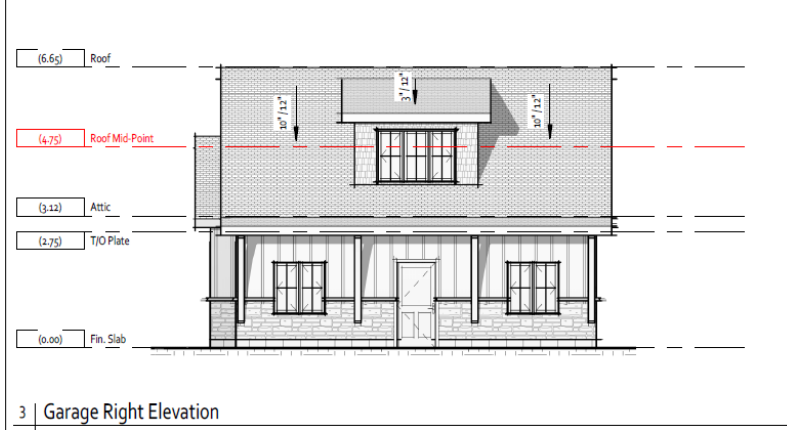 (6.65) Roof
3"/12"
10"/12"
10"/12"
(4.75) Roof Mid-Point
(3.12) Attic
(2.75) T/O Plate
(0.00) Fin. Slab
3 Garage Right Elevation